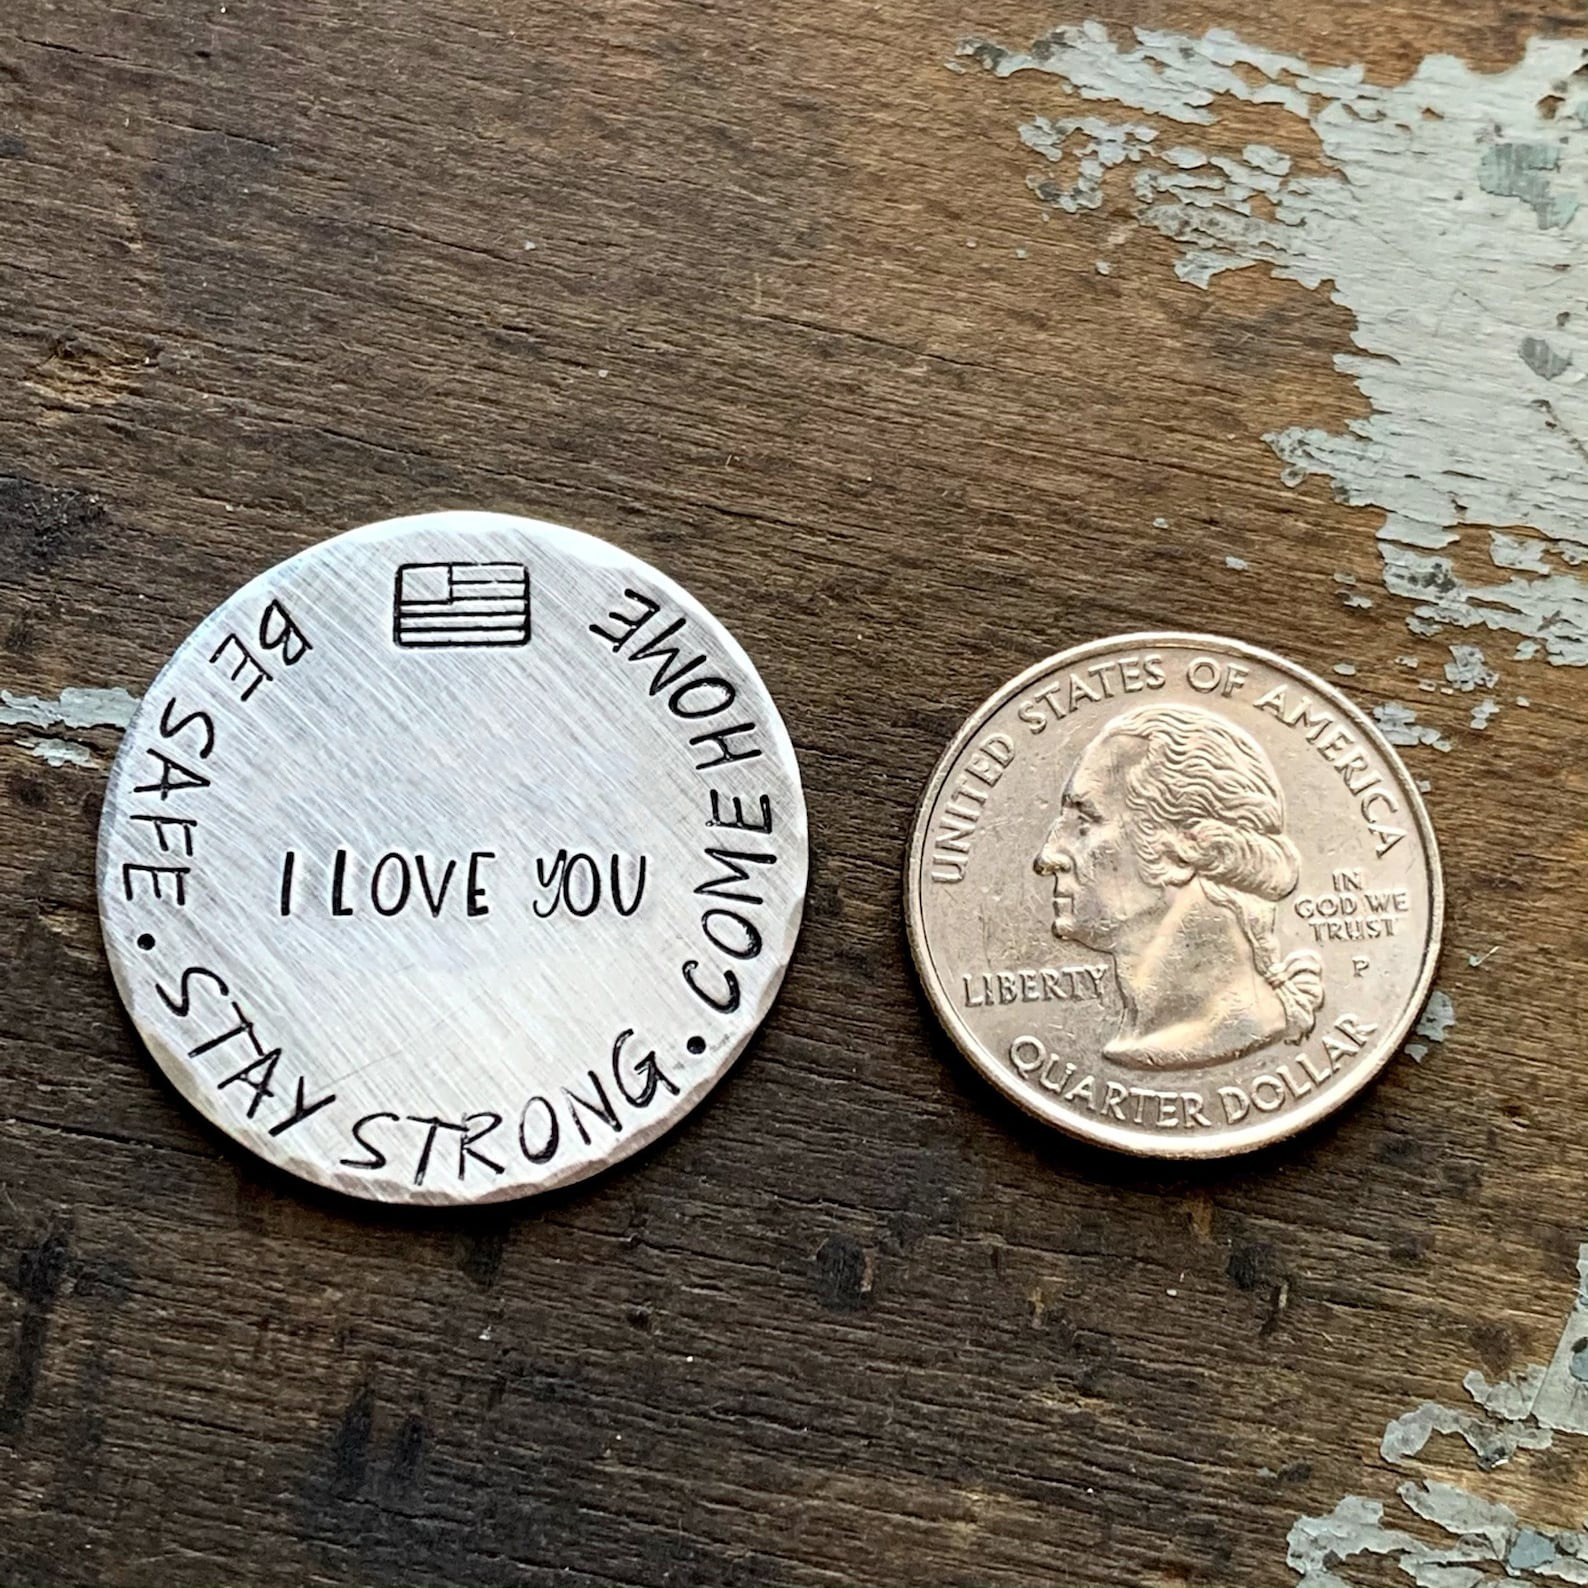 BE SAFE • STAY STRONG • COME HOME
I LOVE YOU
UNITED STATES OF AMERICA
LIBERTY
IN
GOD WE
TRUST
P
QUARTER DOLLAR